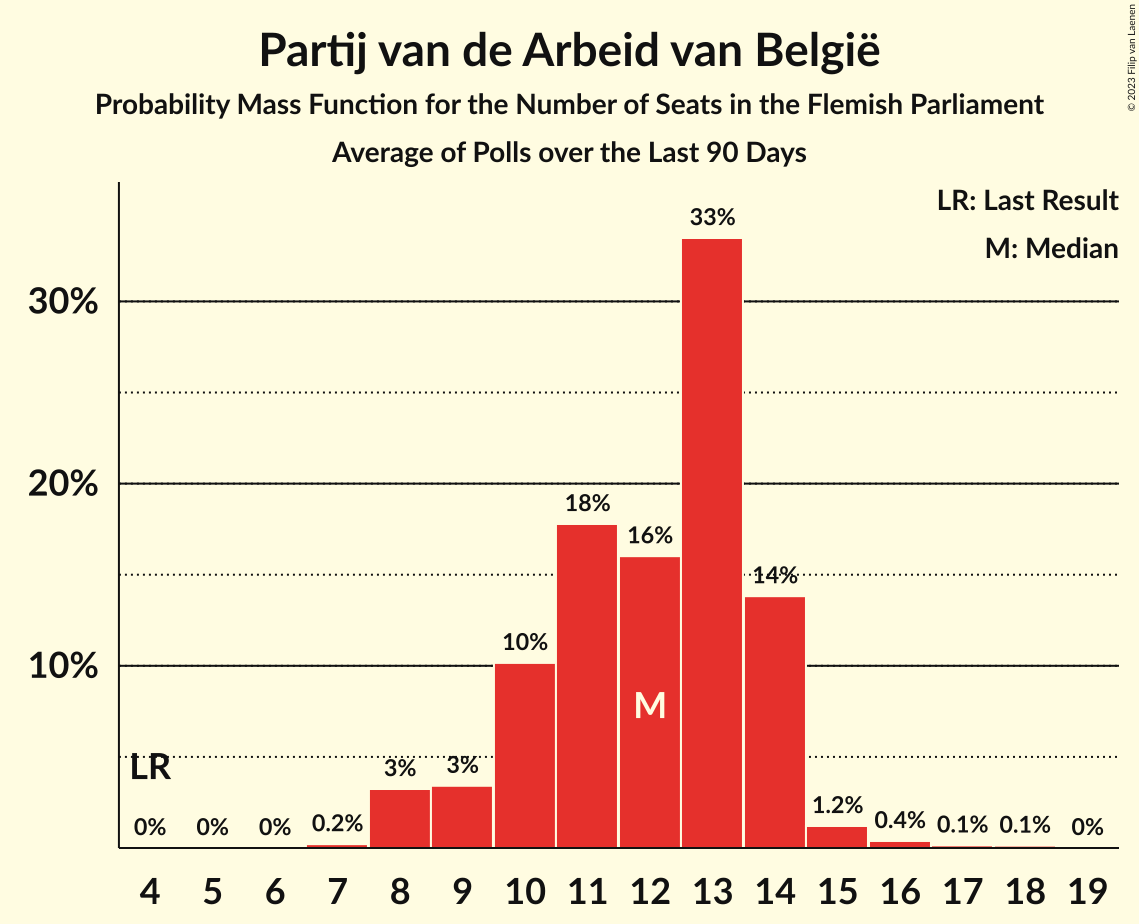 Partij van de Arbeid van België
Probability Mass Function for the Number of Seats in the Flemish Parliament
Average of Polls over the Last 90 Days
© 2023 Filip van Laenen
LR: Last Result
M: Median
33%
30%
20%
18%
16%
14%
10%
10%
M
LR
3%
3%
0%
0%
0%
0.2%
1.2%
0.4%
0.1%
0.1%
0%
4 5 6 7 8 9 10 11 12 13 14 15 16 17 18 19